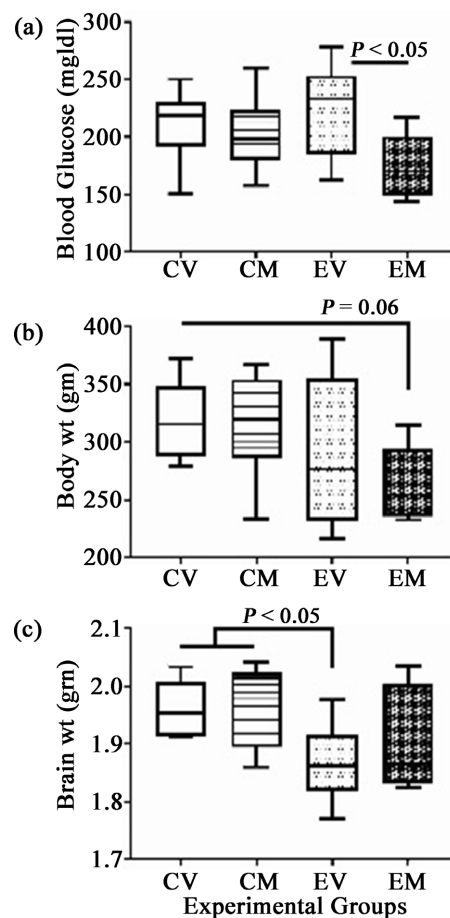 (a)
Blood Glucose (mgldl)
300
250
200
150
100
P < 0.05
CV CM EV EM
(b)
Body wt (gm)
400
350
300
250
200
P = 0.06
CV CM EV EM
(c)
Brain wt (grn)
2.1
2.0
1.9
1.8
1.7
P < 0.05
CV CM EV EM
Experimental Groups